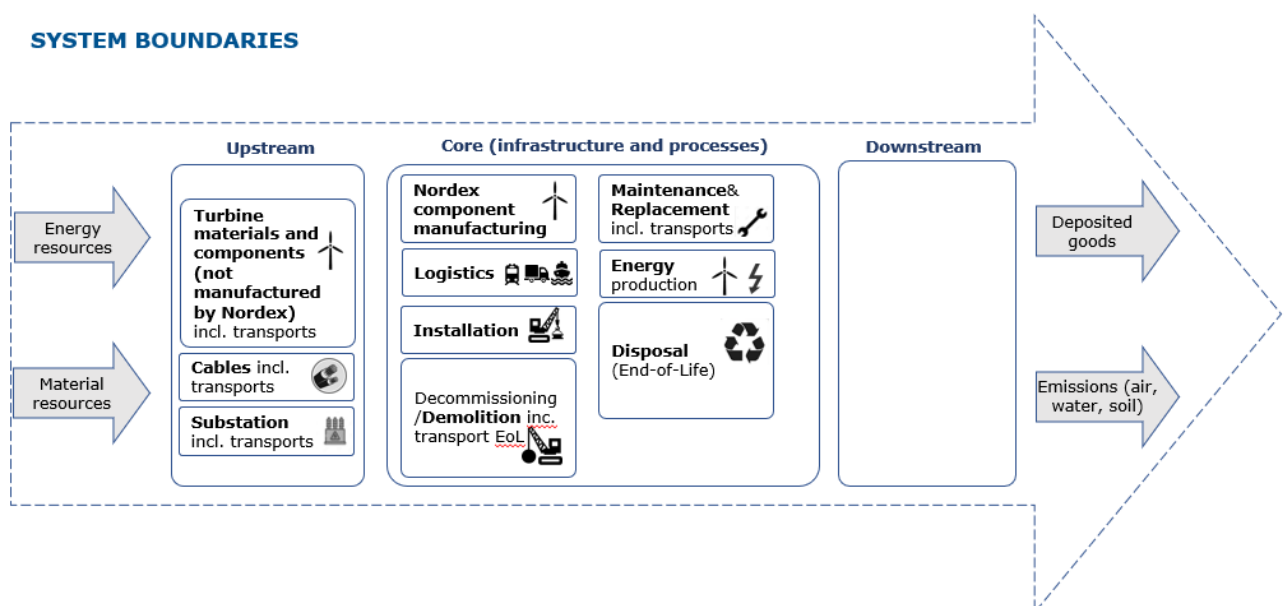 SYSTEM BOUNDARIES
Upstream
Core (infrastructure and processes)
Downstream
Energy
resources
Material
resources
Turbine
materials and
components
(not
manufactured
by Nordex)
incl. transports
Cables incl.
transports
Substation
incl. transports
Nordex
component
manufacturing
Logistics
Installation
Decommissioning
/Demolition inc.
transport EoL
Maintenance&
Replacement
incl. transports
Energy
production
Disposal
(End-of-Life)
Deposited
goods
Emissions (air,
water, soil)